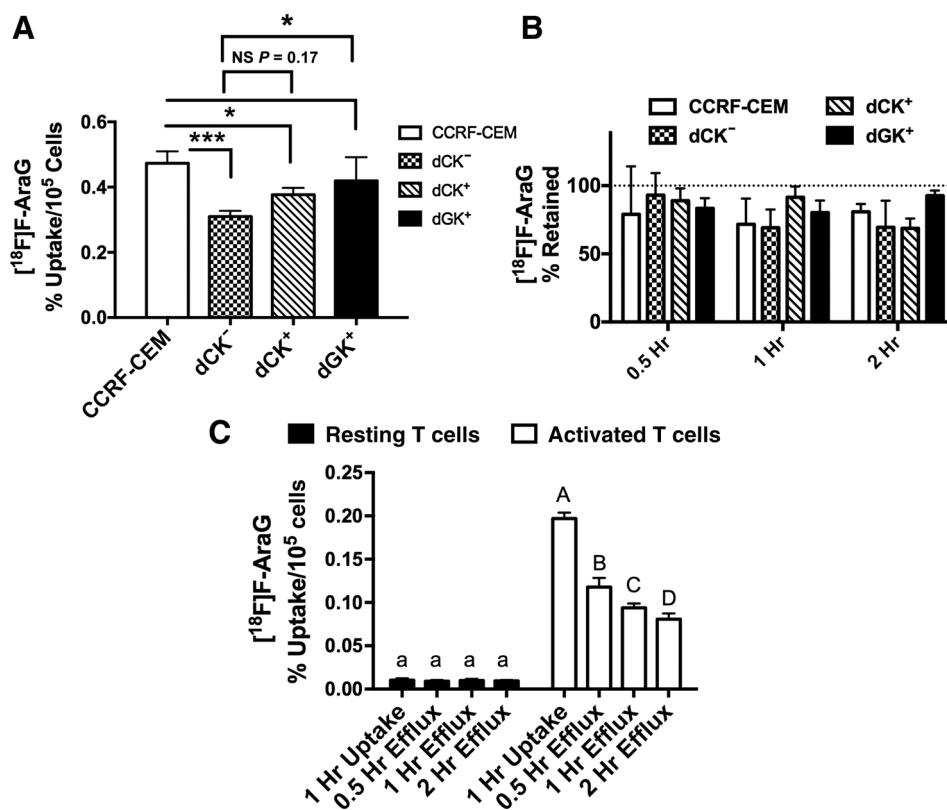 A
*
NS P = 0.17
*
***
[¹⁸F]F-AraG
% Uptake/10⁵ Cells
0.6
0.4
0.2
0.0
CCRF-CEM
dCK⁻
dCK⁺
dGK⁺
CCRF-CEM
dCK⁻
dCK⁺
dGK⁺
B
CCRF-CEM
dCK⁺
dCK⁻
dGK⁺
[¹⁸F]F-AraG
% Retained
100
50
0
0.5 Hr
1 Hr
2 Hr
C
Resting T cells
Activated T cells
[¹⁸F]F-AraG
% Uptake/10⁵ cells
0.25
0.20
0.15
0.10
0.05
0.00
a
a
a
a
A
B
C
D
1 Hr Uptake
0.5 Hr Efflux
1 Hr Efflux
2 Hr Efflux
1 Hr Uptake
0.5 Hr Efflux
1 Hr Efflux
2 Hr Efflux